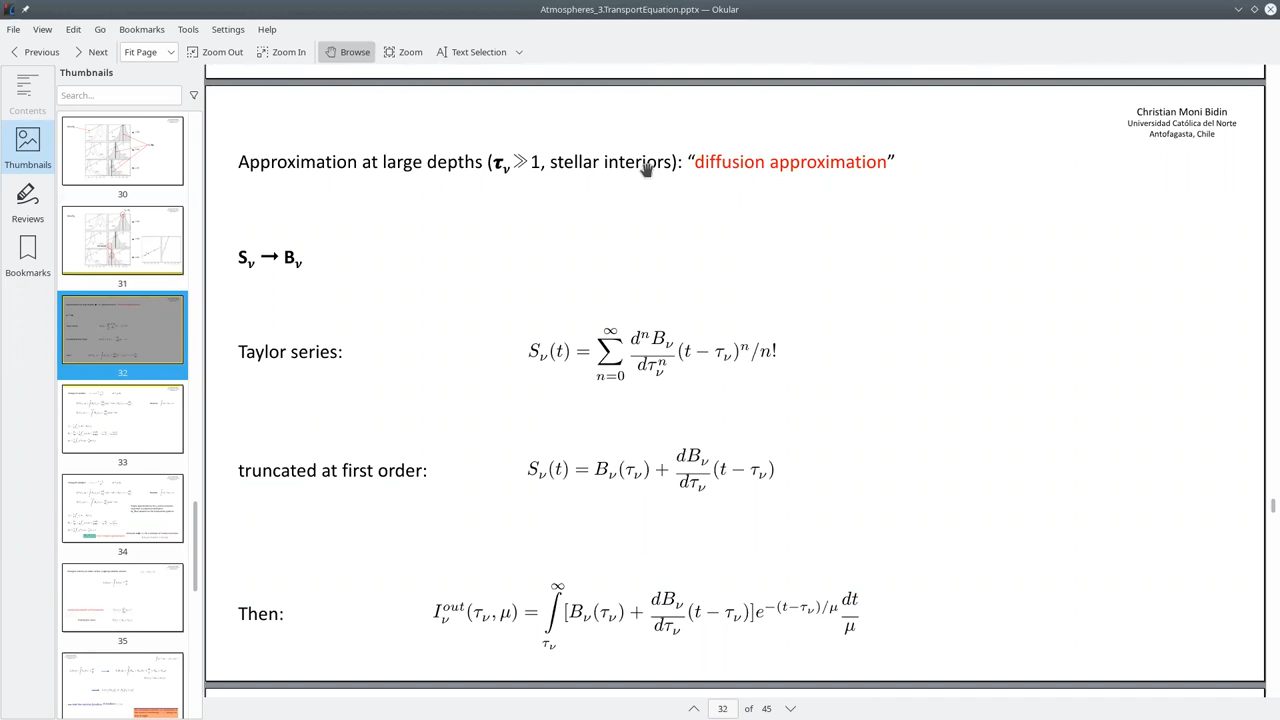 Atmospheres_3.TransportEquation.pptx — Okular
File View Edit Go Bookmarks Tools Settings Help
Previous Next Fit Page Zoom Out Zoom In Browse Zoom Text Selection
Contents
Thumbnails
Reviews
Bookmarks
Thumbnails
Search...
30
31
32
33
34
35
Christian Moni Bidin
Universidad Católica del Norte
Antofagasta, Chile
Approximation at large depths (τ_ν ≫ 1, stellar interiors): “diffusion approximation”
S_ν → B_ν
Taylor series: S_ν(t) = ∑_{n=0}^{∞} d^n B_ν / dτ_ν^n (t − τ_ν)^n / n!
truncated at first order: S_ν(t) = B_ν(τ_ν) + dB_ν / dτ_ν (t − τ_ν)
Then: I_ν^{out}(τ_ν, μ) = ∫_{τ_ν}^{∞} [B_ν(τ_ν) + dB_ν / dτ_ν (t − τ_ν)] e^{−(t−τ_ν)/μ} dt / μ
32 of 45